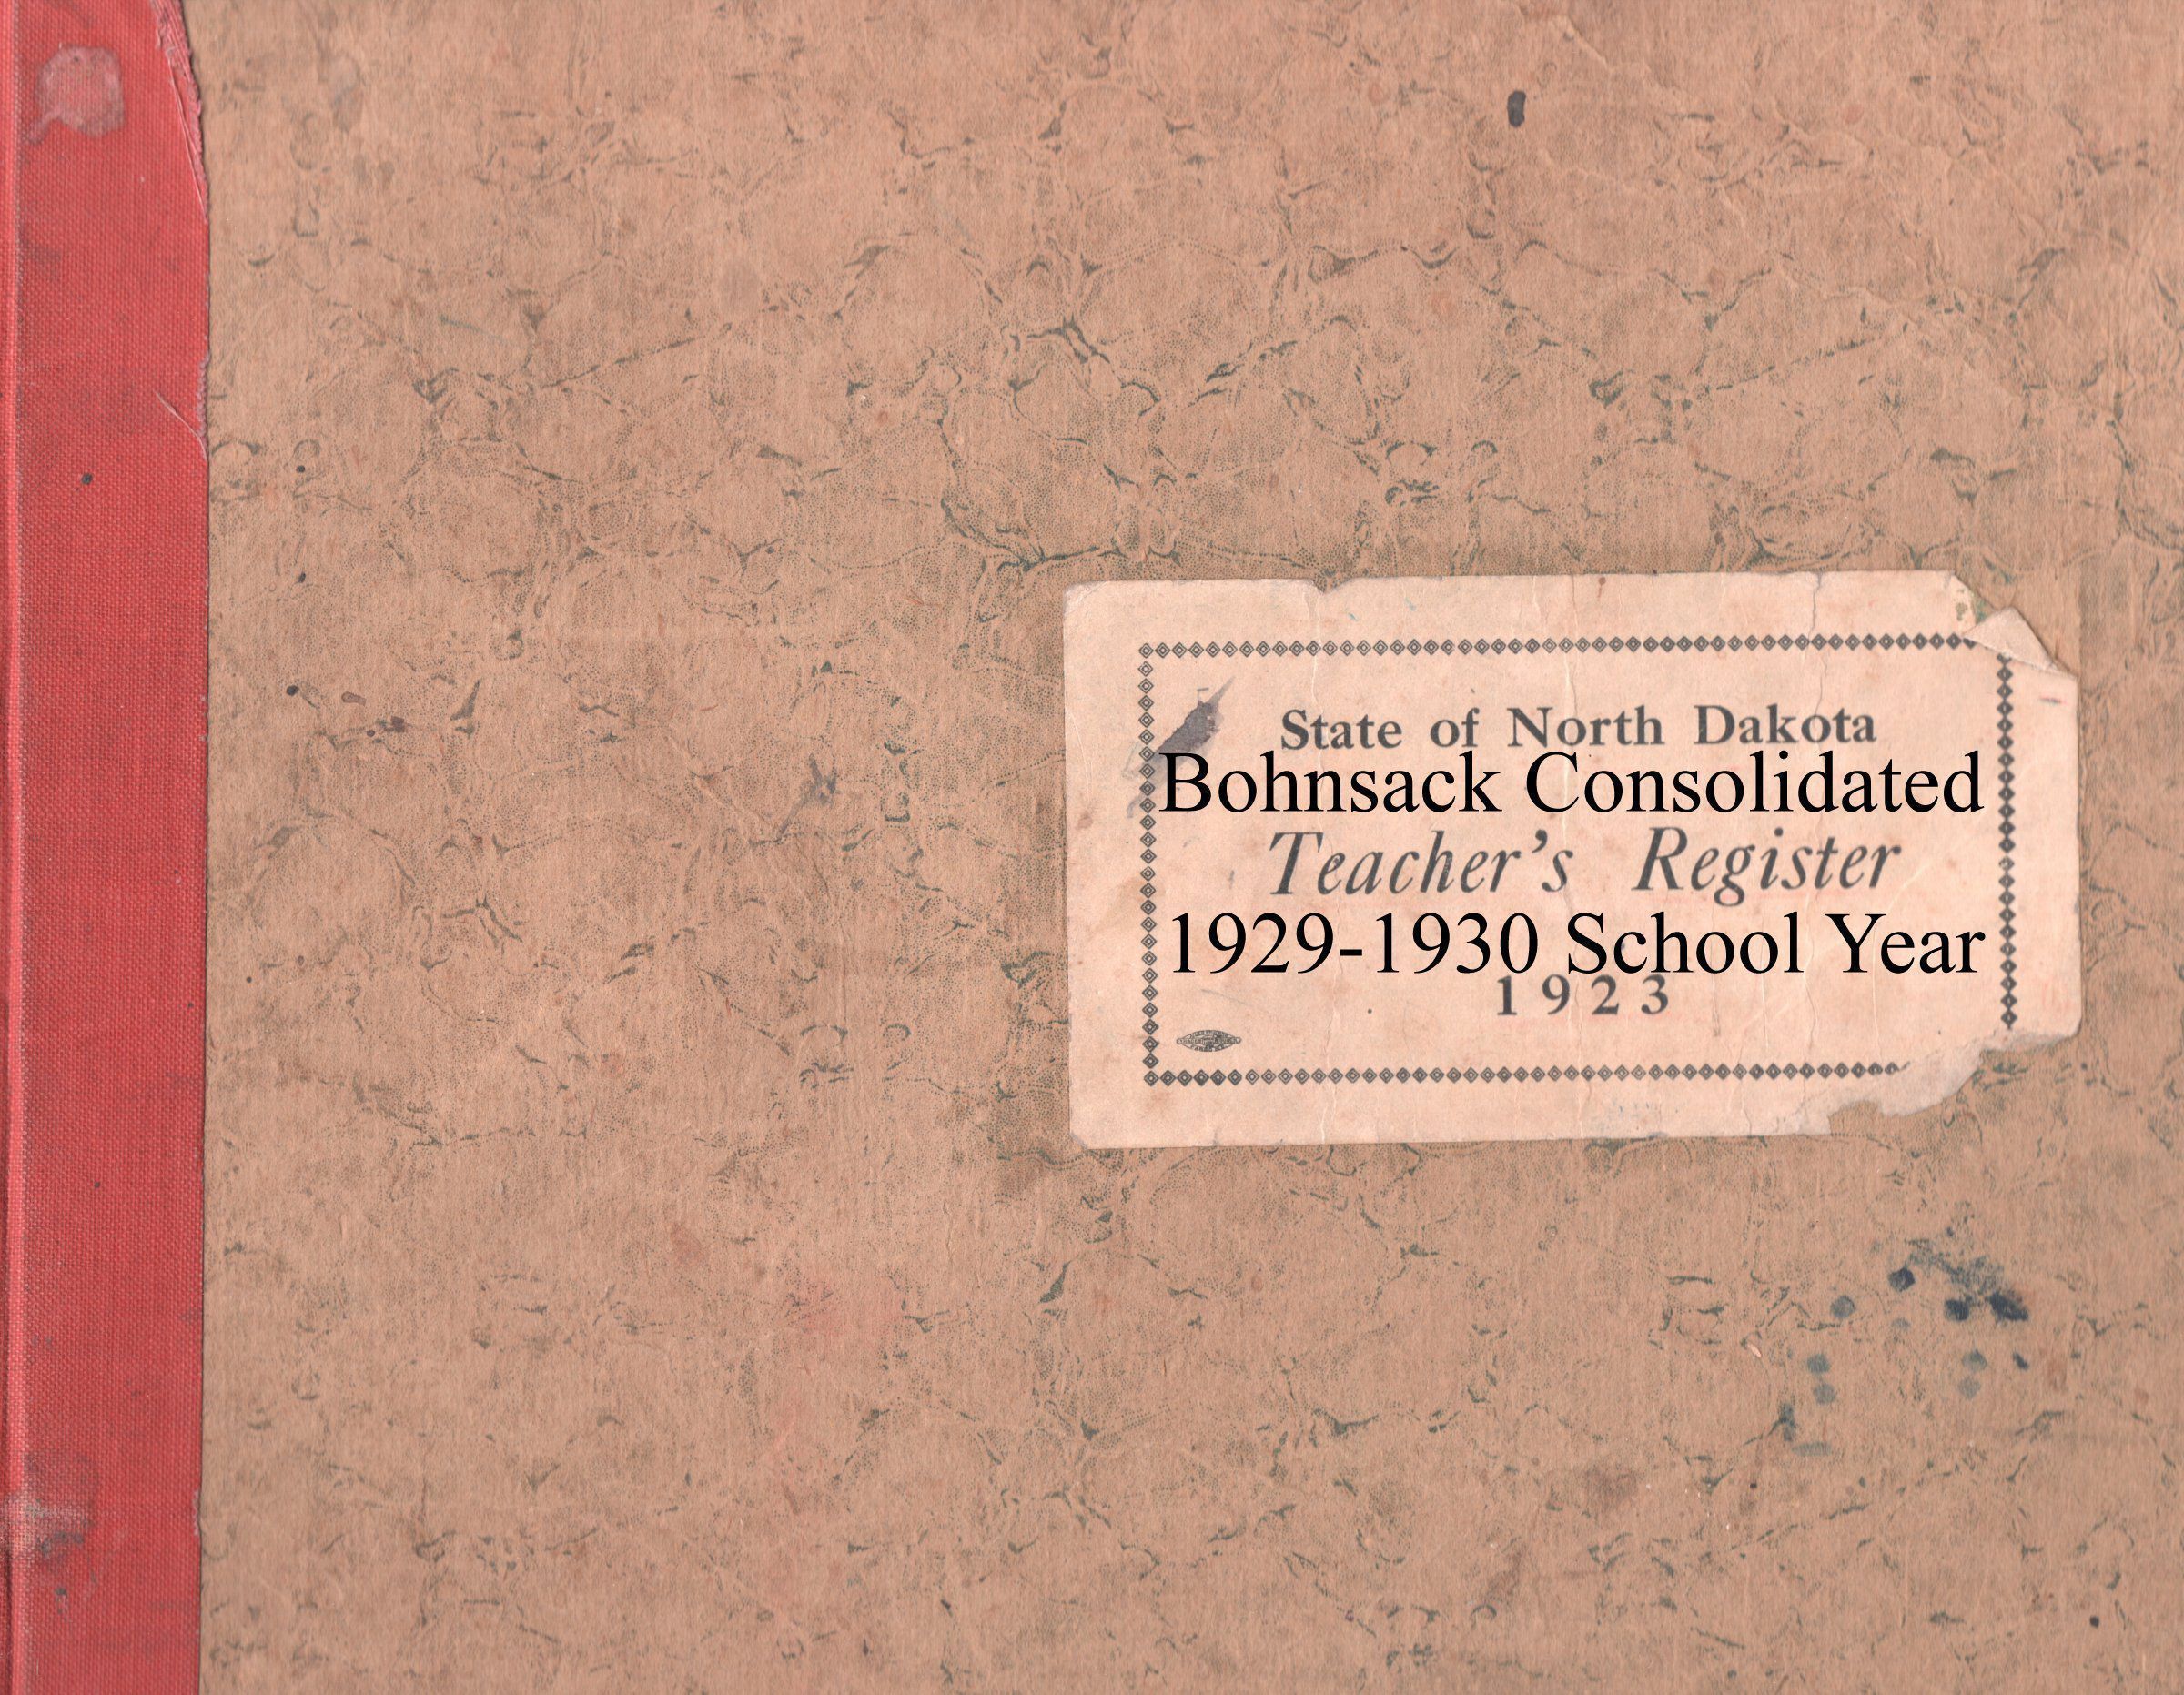 State of North Dakota
Bohnsack Consolidated
Teacher's Register
1929-1930 School Year
1923